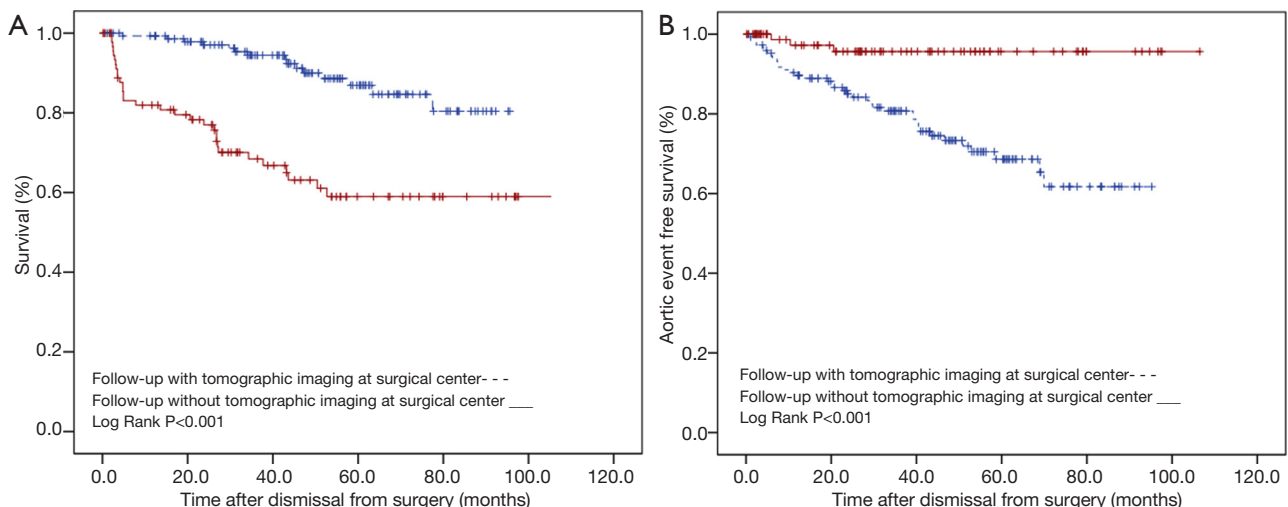 A
1.0
0.8
0.6
0.4
0.2
0.0
Survival (%)
Follow-up with tomographic imaging at surgical center- - -
Follow-up without tomographic imaging at surgical center ___
Log Rank P<0.001
0.0 20.0 40.0 60.0 80.0 100.0 120.0
Time after dismissal from surgery (months)
B
1.0
0.8
0.6
0.4
0.2
0.0
Aortic event free survival (%)
Follow-up with tomographic imaging at surgical center- - -
Follow-up without tomographic imaging at surgical center ___
Log Rank P<0.001
0.0 20.0 40.0 60.0 80.0 100.0 120.0
Time after dismissal from surgery (months)